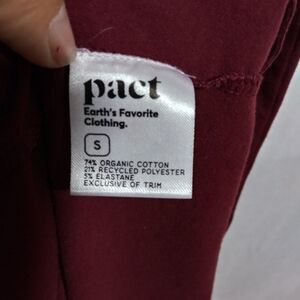 pact
Earth's Favorite
Clothing.
S
74% ORGANIC COTTON
21% RECYCLED POLYESTER
5% ELASTANE
EXCLUSIVE OF TRIM